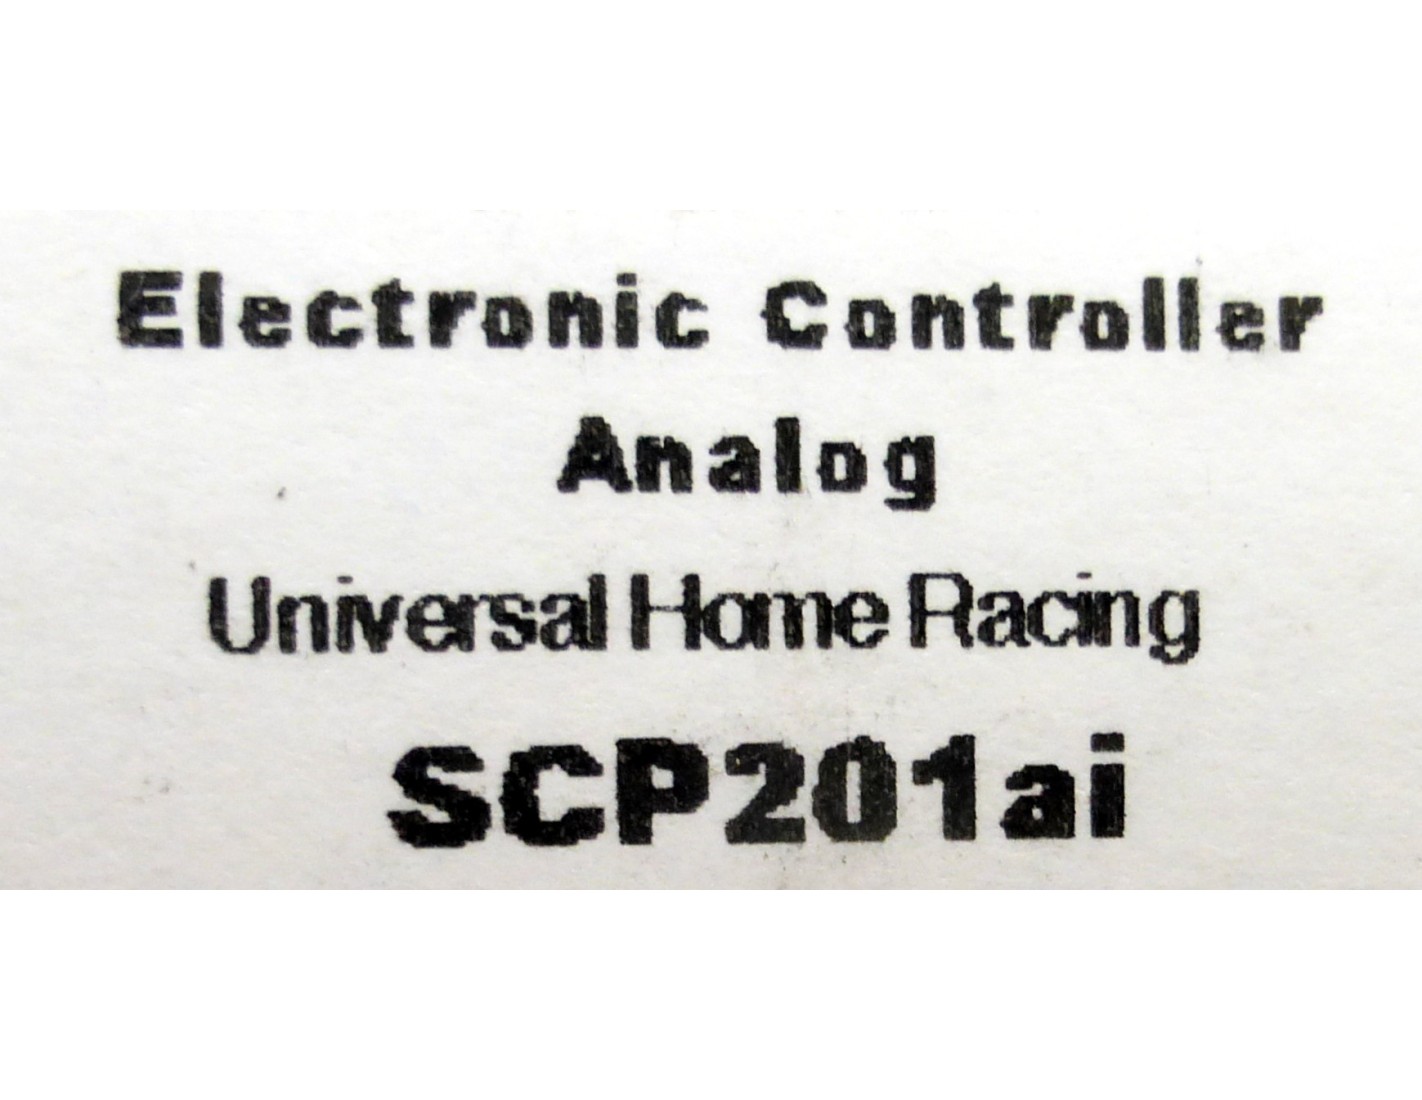 Electronic Controller
Analog
Universal Home Racing
SCP201ai